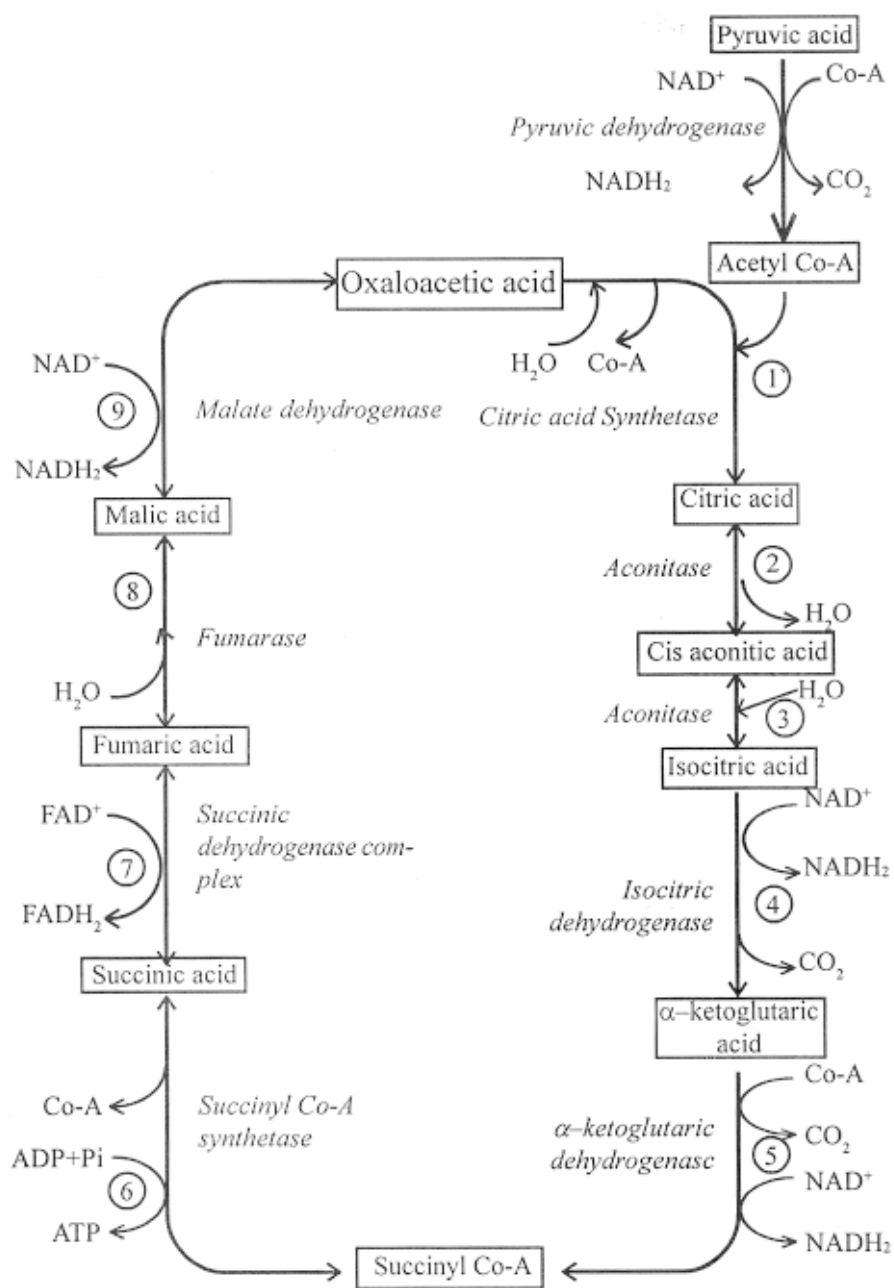 Pyruvic acid
NAD⁺
Co-A
Pyruvic dehydrogenase
NADH₂
CO₂
Acetyl Co-A
Oxaloacetic acid
H₂O
Co-A
1
Citric acid Synthetase
NAD⁺
9
Malate dehydrogenase
NADH₂
Malic acid
Citric acid
Aconitase
2
H₂O
8
Fumarase
H₂O
Cis aconitic acid
Aconitase
H₂O
3
Fumaric acid
Isocitric acid
FAD⁺
7
FADH₂
Succinic
dehydrogenase com-
plex
NAD⁺
NADH₂
Isocitric
dehydrogenase
4
CO₂
Succinic acid
α–ketoglutaric
acid
Co-A
Succinyl Co-A
synthetase
ADP+Pi
6
ATP
Co-A
CO₂
α–ketoglutaric
dehydrogenasc
5
NAD⁺
NADH₂
Succinyl Co-A